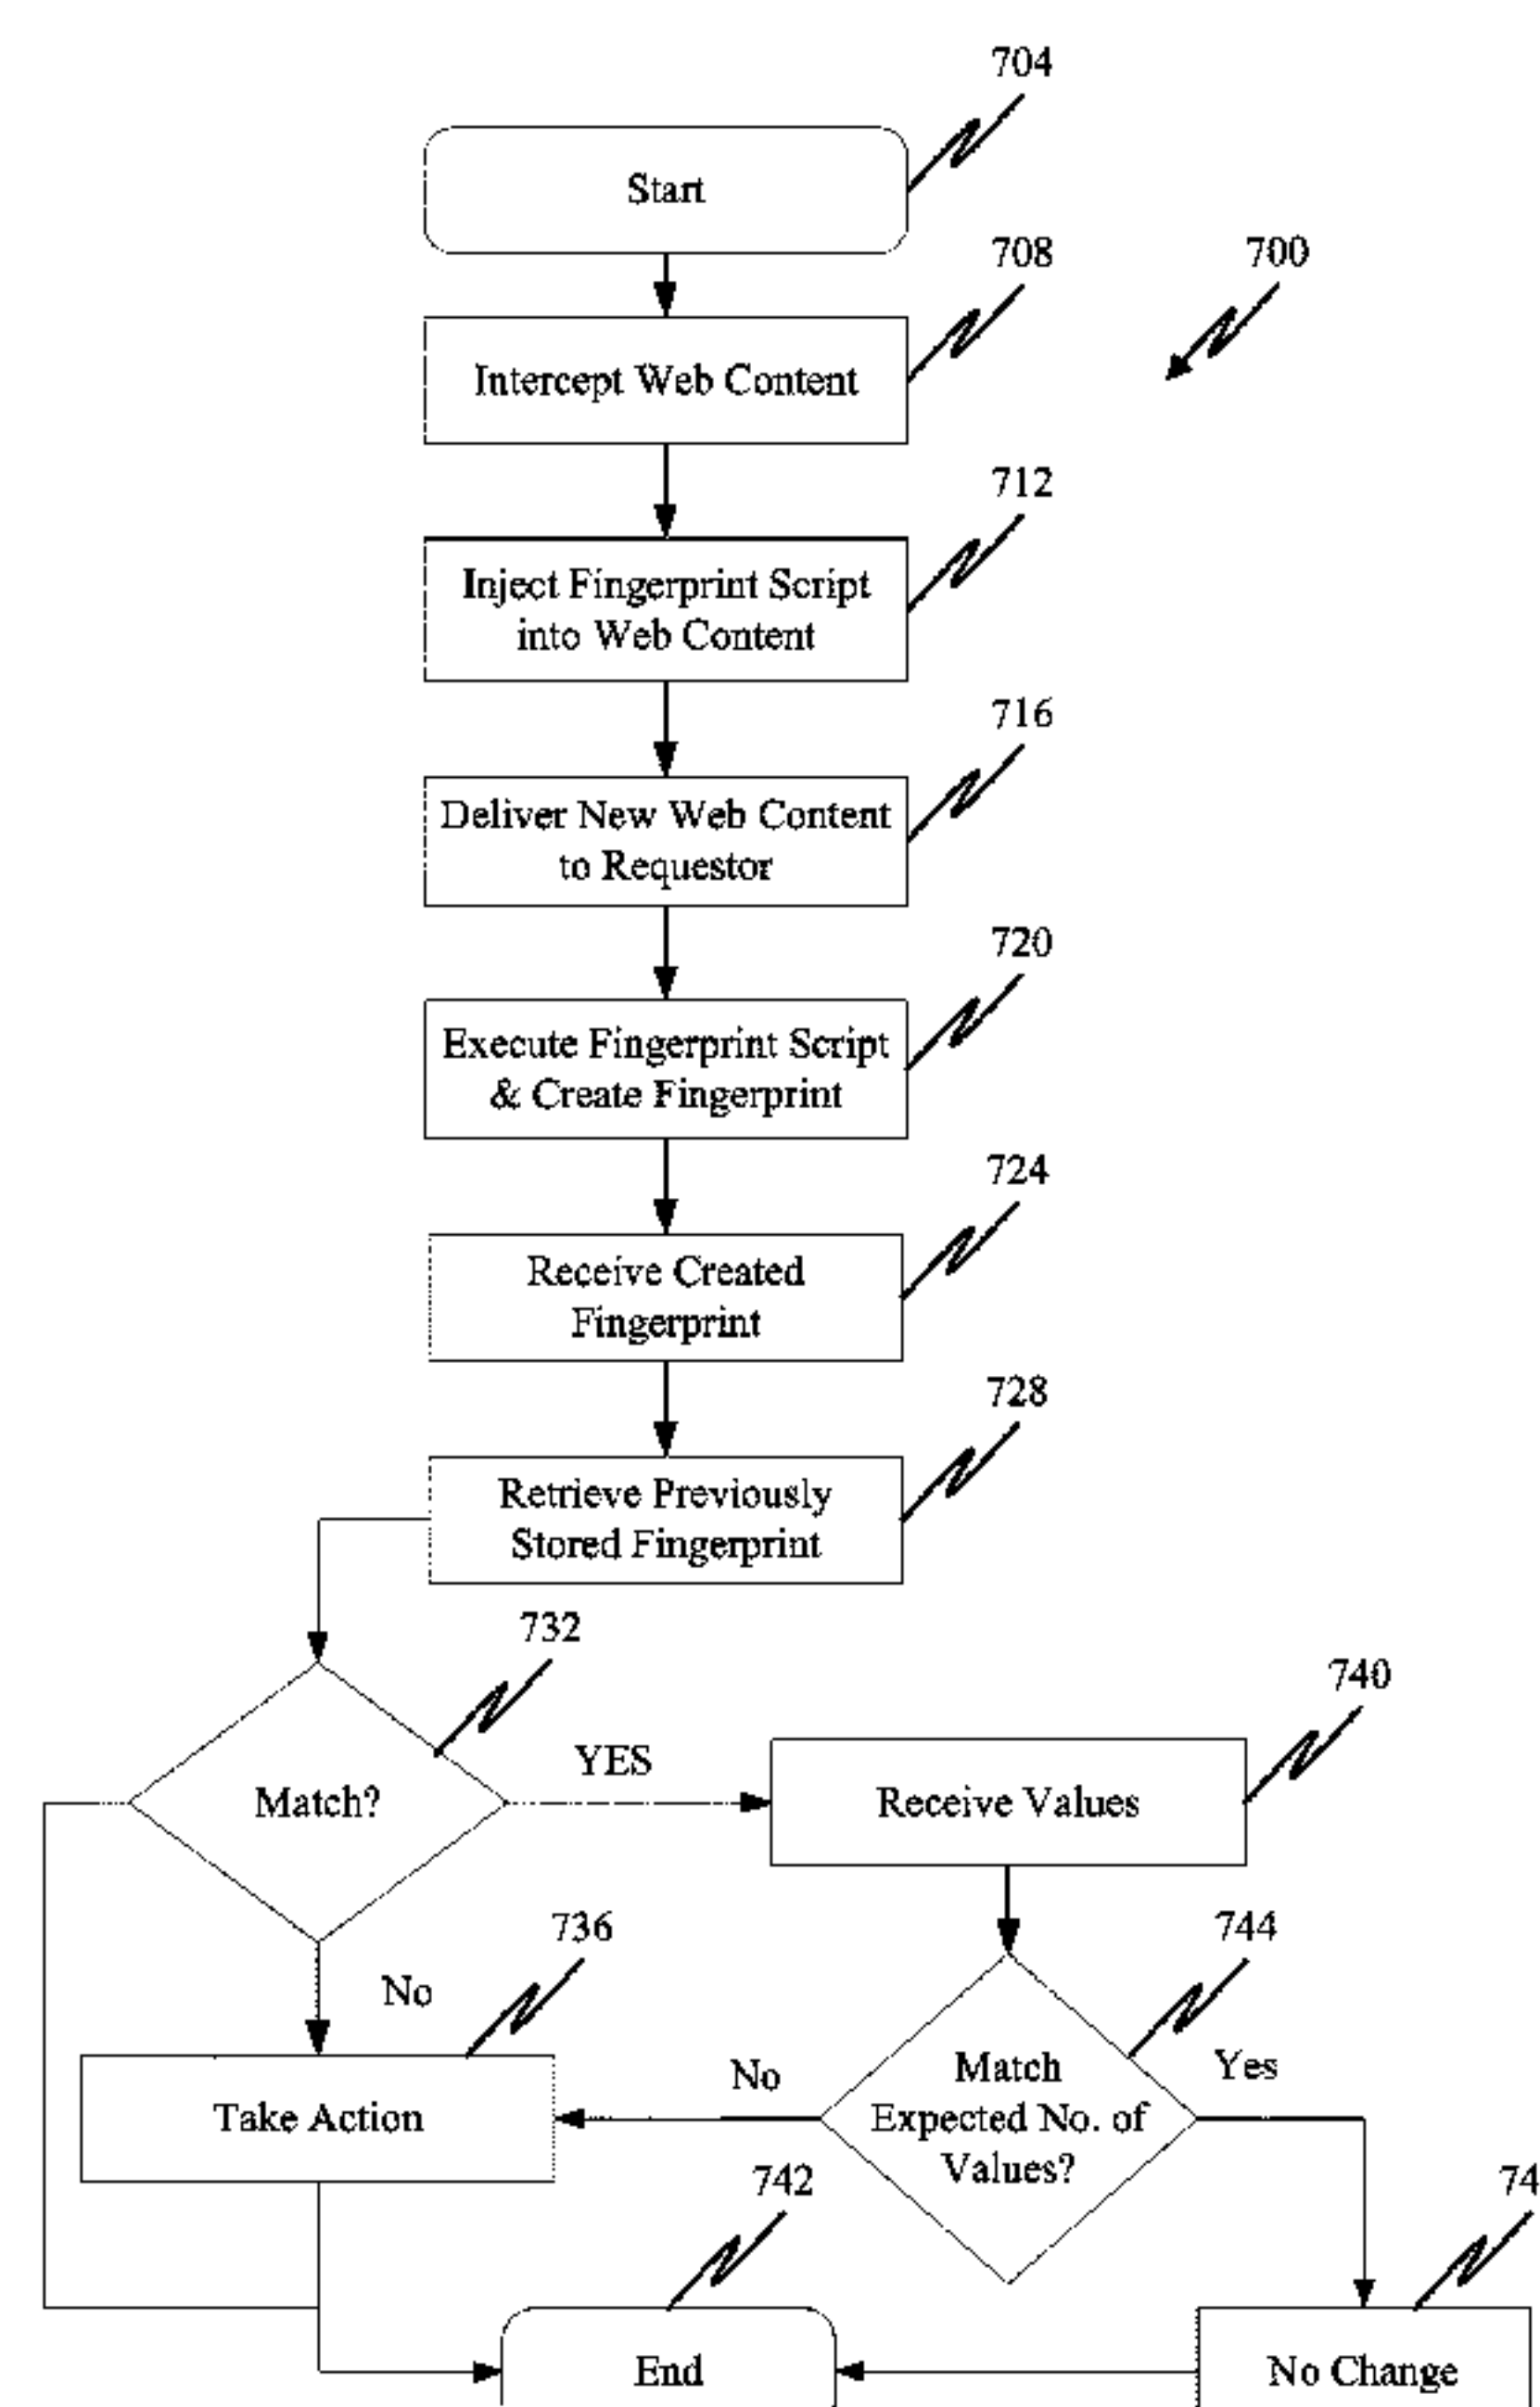 704
Start
708
700
Intercept Web Content
712
Inject Fingerprint Script
into Web Content
716
Deliver New Web Content
to Requestor
720
Execute Fingerprint Script
& Create Fingerprint
724
Receive Created
Fingerprint
728
Retrieve Previously
Stored Fingerprint
732
740
YES
Match?
Receive Values
736
744
No
Match
Expected No. of
Values?
No
Yes
Take Action
742
74
End
No Change